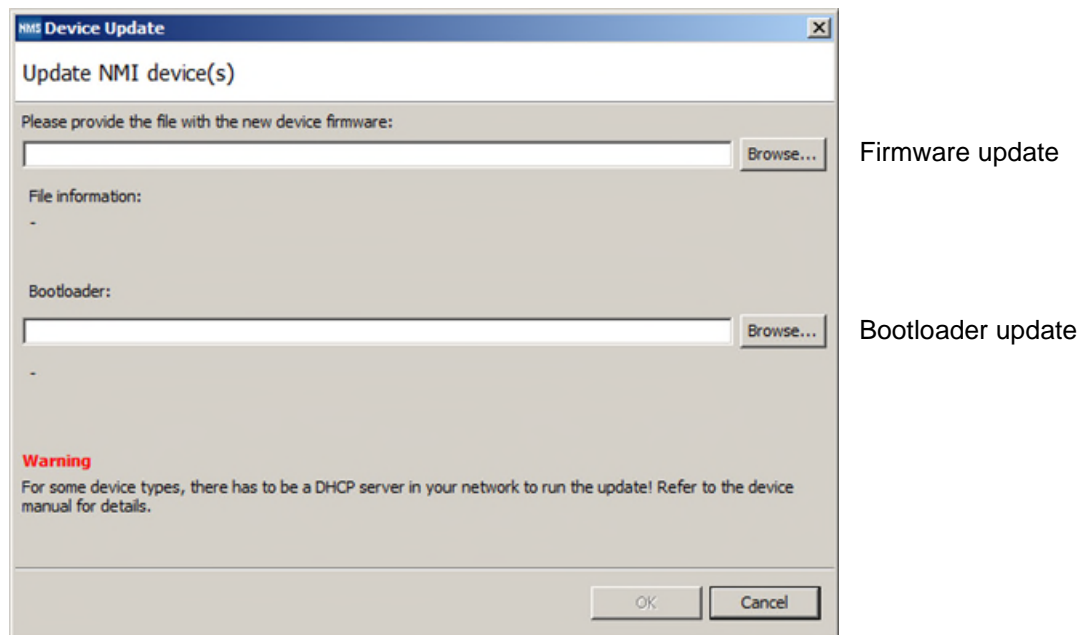 NMS Device Update
Update NMI device(s)
Please provide the file with the new device firmware:
Browse...
Firmware update
File information:
-
Bootloader:
Browse...
Bootloader update
-
Warning
For some device types, there has to be a DHCP server in your network to run the update! Refer to the device
manual for details.
OK
Cancel